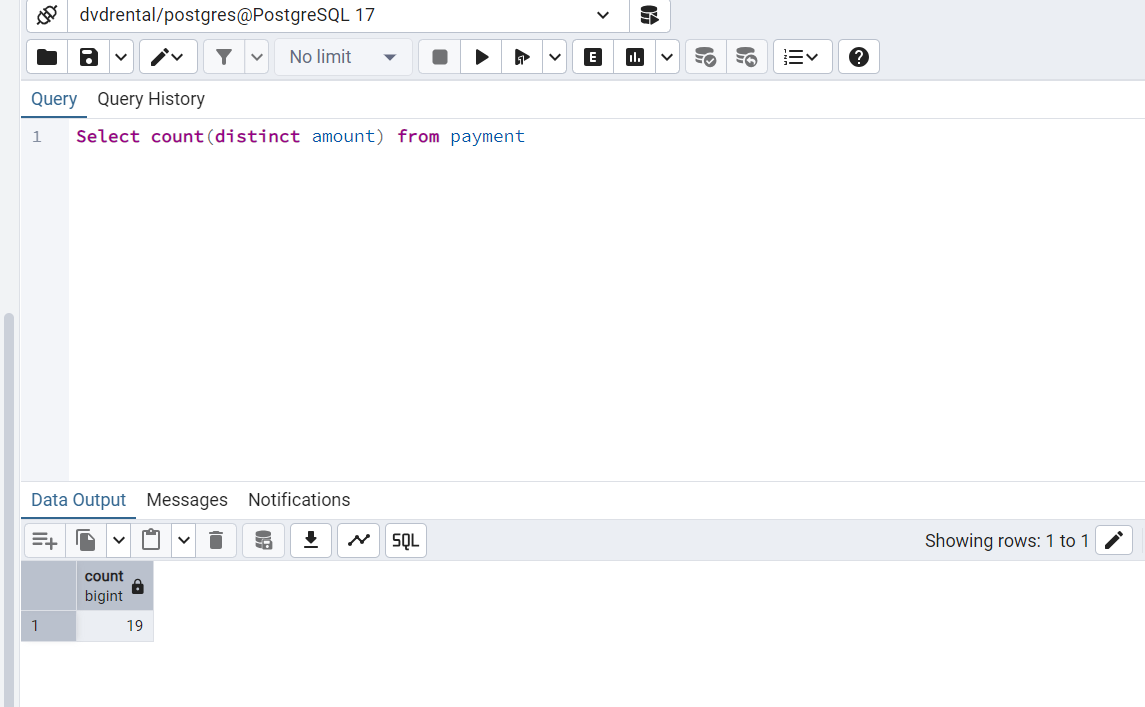 dvdrental/postgres@PostgreSQL 17
No limit
E
Query Query History
1 Select count(distinct amount) from payment
Data Output Messages Notifications
SQL Showing rows: 1 to 1
count
bigint
1 19